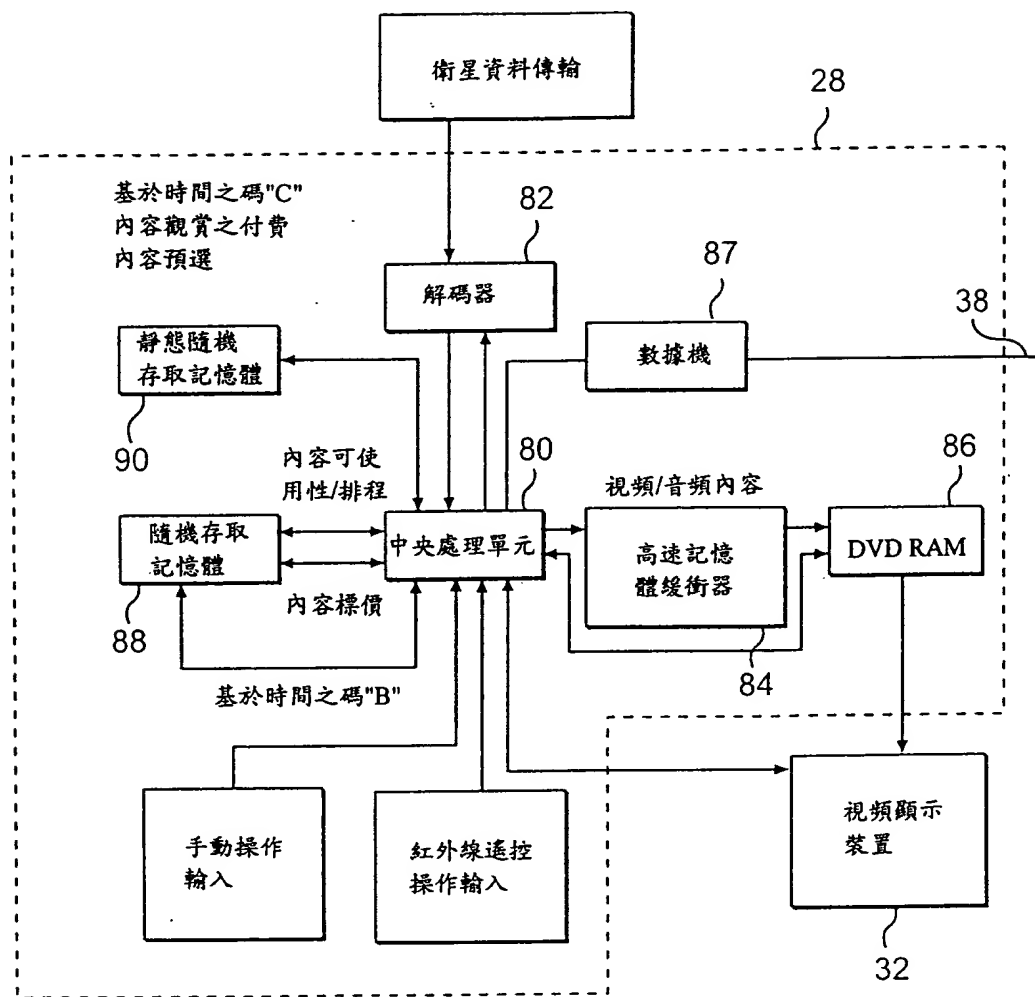 衛星資料傳輸
28
基於時間之碼"C"
內容觀賞之付費
內容預選
82
解碼器
87
數據機
38
靜態隨機
存取記憶體
90
內容可使
用性/排程
80
視頻/音頻內容
86
隨機存取
記憶體
中央處理單元
高速記憶
體緩衝器
DVD RAM
88
內容標價
84
基於時間之碼"B"
手動操作
輸入
紅外線遙控
操作輸入
視頻顯示
裝置
32